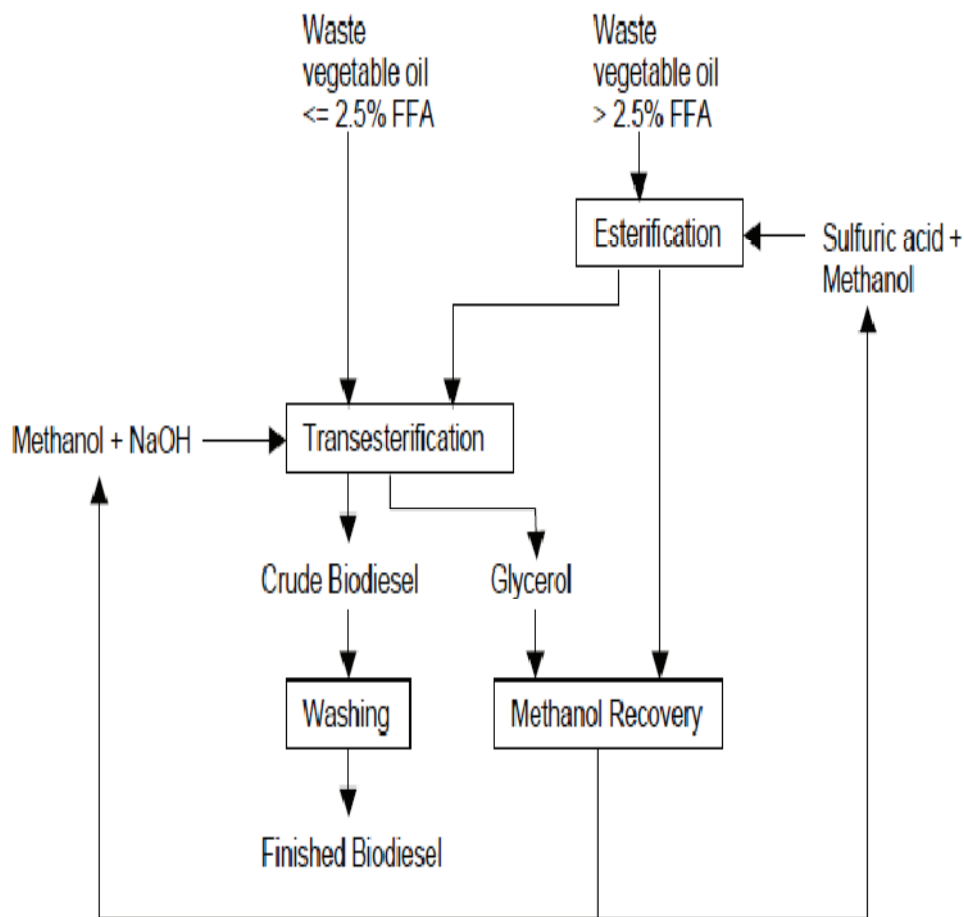 Waste
vegetable oil
<= 2.5% FFA
Waste
vegetable oil
> 2.5% FFA
Esterification
Sulfuric acid +
Methanol
Methanol + NaOH
Transesterification
Crude Biodiesel
Glycerol
Washing
Methanol Recovery
Finished Biodiesel